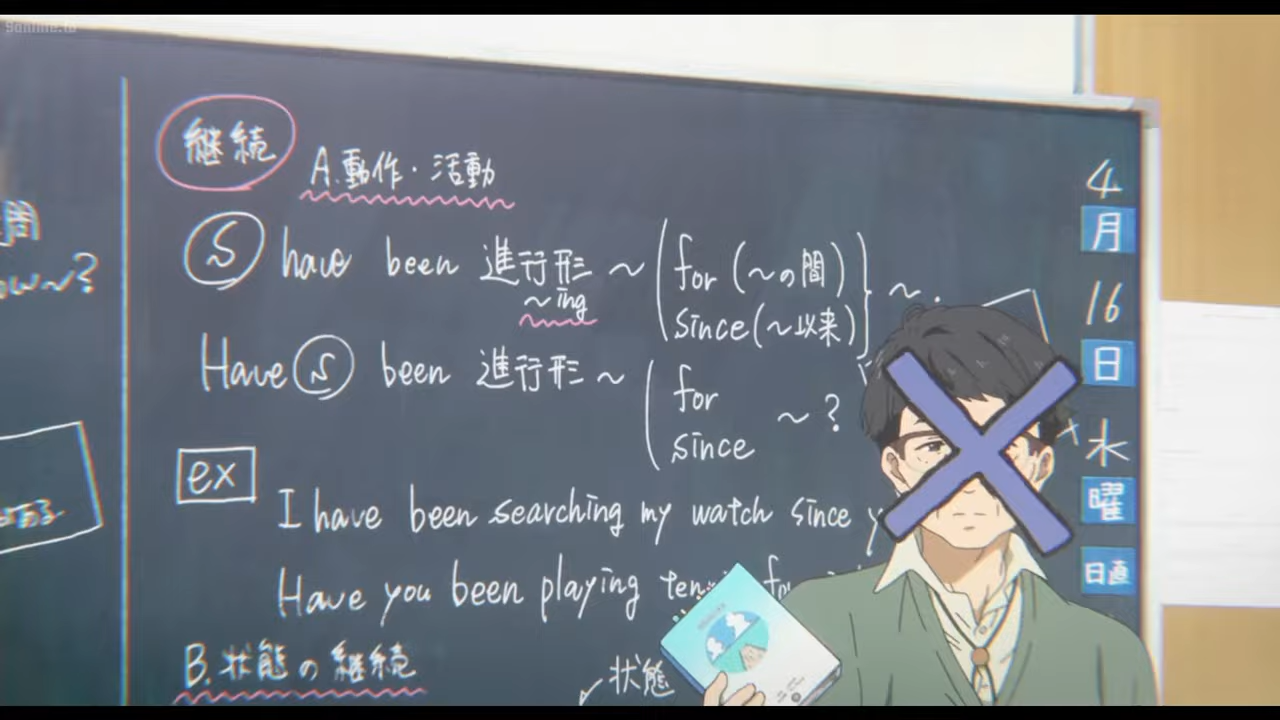 継続
A.動作・活動
S have been 進行形 ~ for (~の間) ~.
~ing since (~以来)
Have S been 進行形 ~ for ~?
since
ex
I have been searching my watch since
Have you been playing
B.状態の継続
状態
4
月
16
日
水
曜
日直